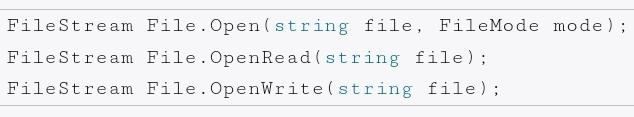 FileStream File.Open(string file, FileMode mode);
FileStream File.OpenRead(string file);
FileStream File.OpenWrite(string file);